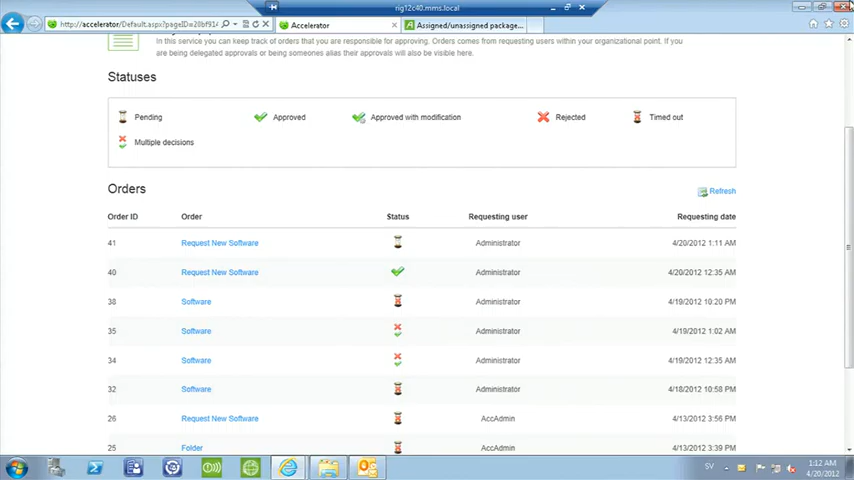 rig12c40.mms.local
http://accelerator/Default.aspx?pageIDw20bf914
Accelerator
Assigned/unassigned package...
In this service you can keep track of orders that you are responsible for approving. Orders comes from requesting users within your organizational point. If you
are being delegated approvals or being someones alias their approvals will also be visible here.
Statuses
Pending
Approved
Approved with modification
Rejected
Timed out
Multiple decisions
Orders
Refresh
Order ID Order Status Requesting user Requesting date
41 Request New Software Administrator 4/20/2012 1:11 AM
40 Request New Software Administrator 4/20/2012 12:35 AM
38 Software Administrator 4/19/2012 10:20 PM
35 Software Administrator 4/19/2012 1:02 AM
34 Software Administrator 4/19/2012 12:35 AM
32 Software Administrator 4/18/2012 10:58 PM
26 Request New Software AccAdmin 4/13/2012 3:56 PM
25 Folder AccAdmin 4/13/2012 3:39 PM
SV
1:12 AM
4/20/2012